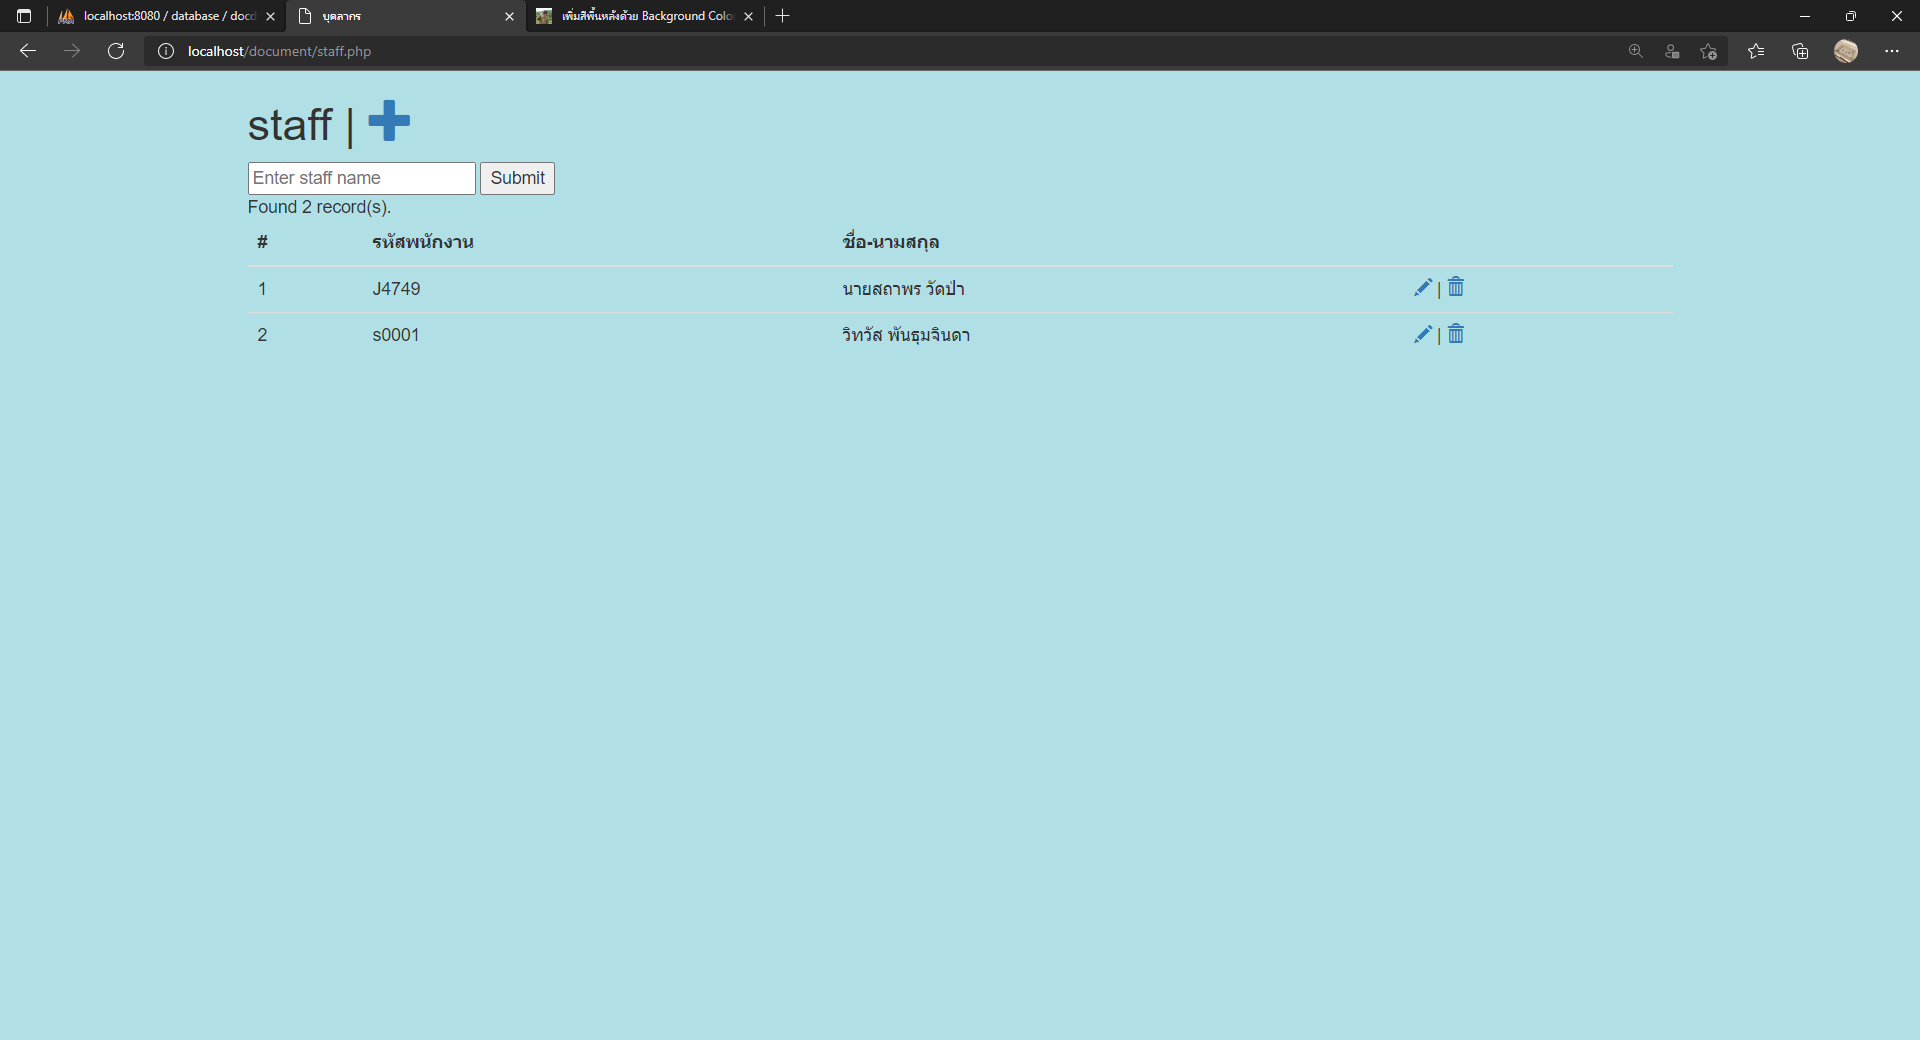 localhost:8080 / database / docd
บุคลากร
เพิ่มสีพื้นหลังด้วย Background Color
localhost/document/staff.php
staff |
Enter staff name Submit
Found 2 record(s).
# รหัสพนักงาน ชื่อ-นามสกุล
1 J4749 นายสถาพร วัดป่า |
2 s0001 วิทวัส พันธุมจินดา |